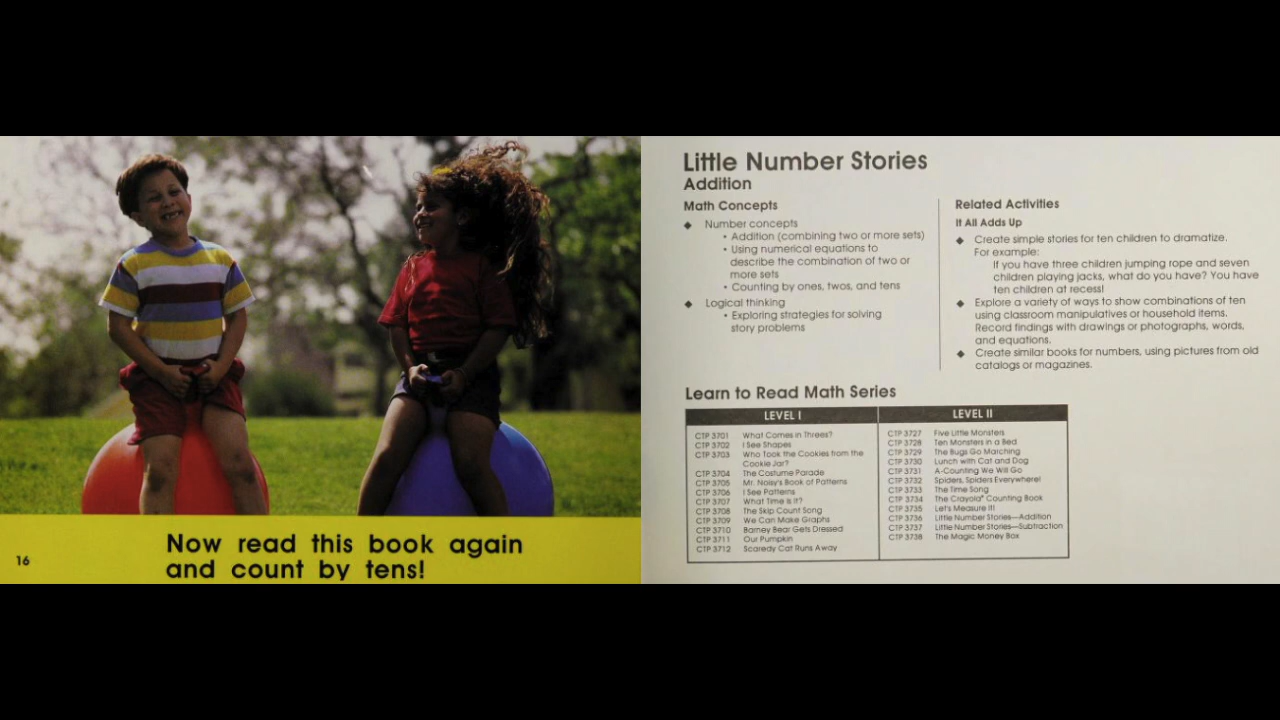 Now read this book again
and count by tens!
16
Little Number Stories
Addition
Math Concepts
◆ Number concepts
• Addition (combining two or more sets)
• Using numerical equations to
describe the combination of two or
more sets
• Counting by ones, twos, and tens
◆ Logical thinking
• Exploring strategies for solving
story problems
Related Activities
It All Adds Up
◆ Create simple stories for ten children to dramatize.
For example:
If you have three children jumping rope and seven
children playing jacks, what do you have? You have
ten children at recess!
◆ Explore a variety of ways to show combinations of ten
using classroom manipulatives or household items.
Record findings with drawings or photographs, words,
and equations.
◆ Create similar books for numbers, using pictures from old
catalogs or magazines.
Learn to Read Math Series
LEVEL I
CTP 3701 What Comes in Threes?
CTP 3702 I See Shapes
CTP 3703 Who Took the Cookies from the
Cookie Jar?
CTP 3704 The Costume Parade
CTP 3705 Mr. Noisy's Book of Patterns
CTP 3706 I See Patterns
CTP 3707 What Time Is It?
CTP 3708 The Skip Count Song
CTP 3709 We Can Make Graphs
CTP 3710 Barney Bear Gets Dressed
CTP 3711 Our Pumpkin
CTP 3712 Scaredy Cat Runs Away
LEVEL II
CTP 3727 Five Little Monsters
CTP 3728 Ten Monsters in a Bed
CTP 3729 The Bugs Go Marching
CTP 3730 Lunch with Cat and Dog
CTP 3731 A-Counting We Will Go
CTP 3732 Spiders, Spiders Everywhere!
CTP 3733 The Time Song
CTP 3734 The Crayola® Counting Book
CTP 3735 Let's Measure It!
CTP 3736 Little Number Stories—Addition
CTP 3737 Little Number Stories—Subtraction
CTP 3738 The Magic Money Box